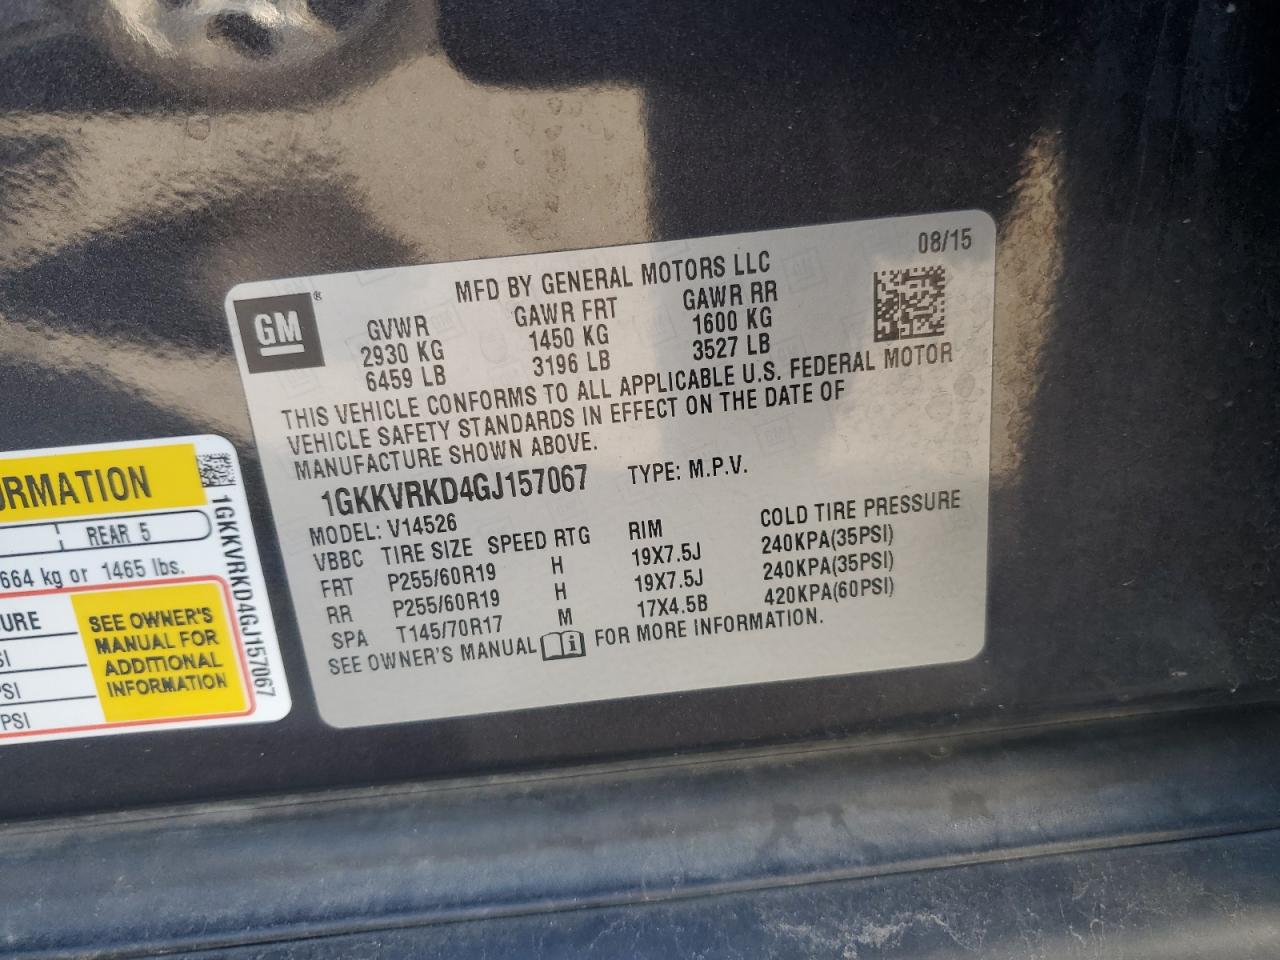 08/15
MFD BY GENERAL MOTORS LLC
GM®
GVWR GAWR FRT GAWR RR
2930 KG 1450 KG 1600 KG
6459 LB 3196 LB 3527 LB
THIS VEHICLE CONFORMS TO ALL APPLICABLE U.S. FEDERAL MOTOR
VEHICLE SAFETY STANDARDS IN EFFECT ON THE DATE OF
MANUFACTURE SHOWN ABOVE.
1GKKVRKD4GJ157067 TYPE: M.P.V.
MODEL: V14526
VBBC TIRE SIZE SPEED RTG RIM COLD TIRE PRESSURE
FRT P255/60R19 H 19X7.5J 240KPA(35PSI)
RR P255/60R19 H 19X7.5J 240KPA(35PSI)
SPA T145/70R17 M 17X4.5B 420KPA(60PSI)
SEE OWNER'S MANUAL FOR MORE INFORMATION.
ORMATION
REAR 5
664 kg or 1465 lbs.
URE
SI
PSI
PSI
SEE OWNER'S
MANUAL FOR
ADDITIONAL
INFORMATION
1GKKVRKD4GJ157067